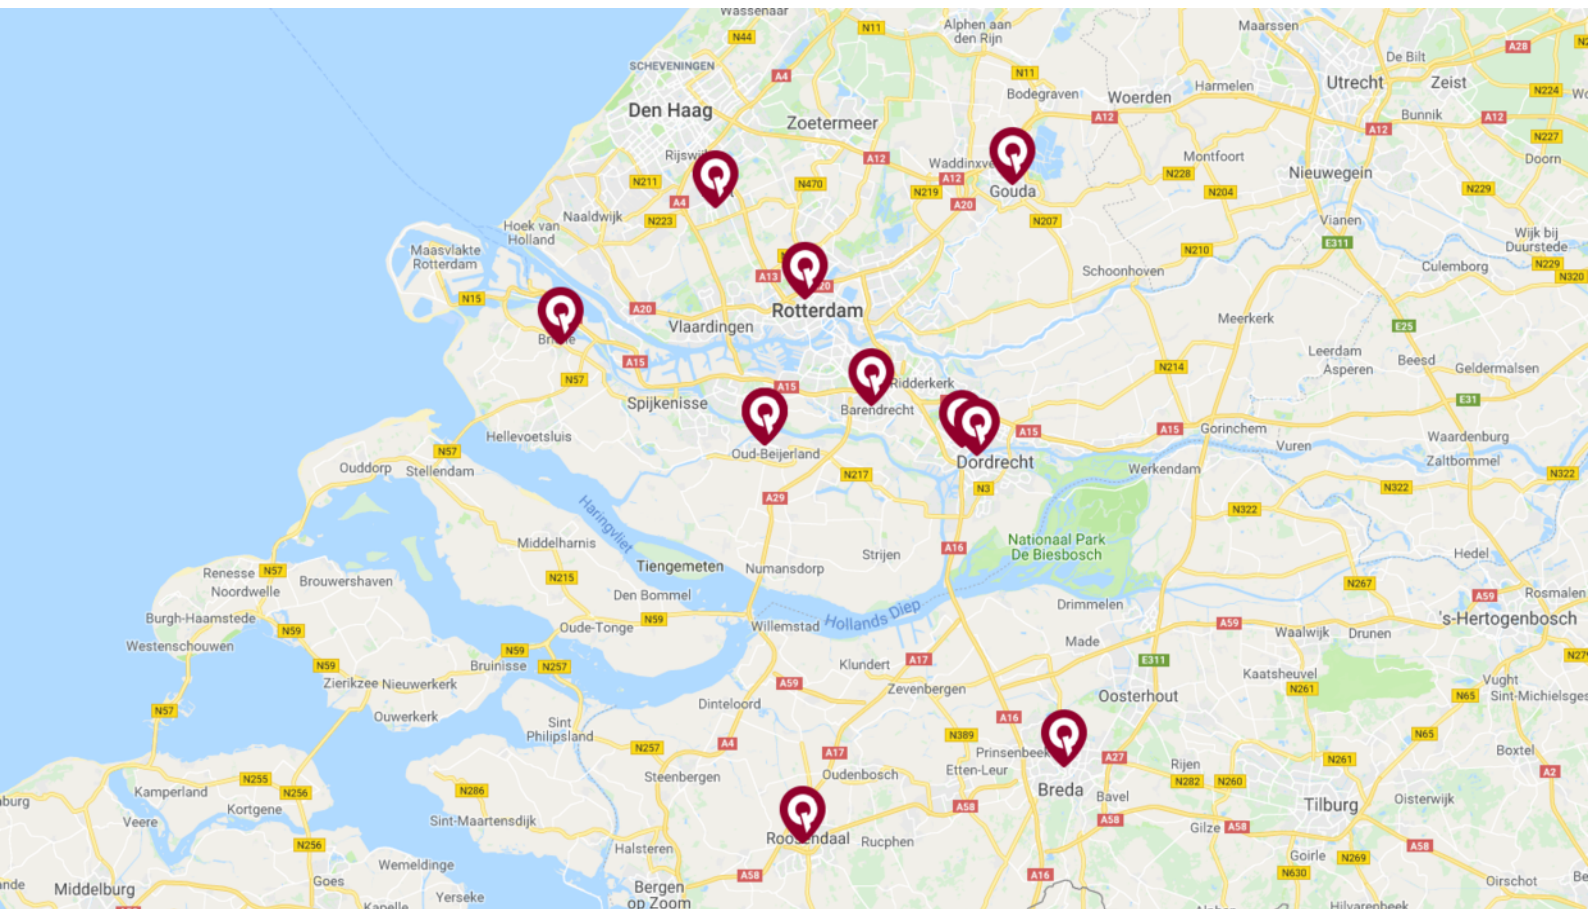 Wassenaar
N44
N11
Alphen aan
den Rijn
Maarssen
A28
De Bilt
SCHEVENINGEN
A4
N11
Bodegraven
Woerden
Harmelen
Utrecht
Zeist
N224
Den Haag
Zoetermeer
A12
A12
Bunnik
A12
N227
Doorn
A12
Waddinxve
A12
Gouda
N219
A20
N207
Montfoort
N228
N204
Nieuwegein
N229
N211
N470
A4
N223
Naaldwijk
Hoek van
Holland
Vianen
E311
Wijk bij
Duurstede
N229
N320
N210
Culemborg
Maasvlakte
Rotterdam
N15
A13
Rotterdam
Schoonhoven
A20
Vlaardingen
Meerkerk
E25
A15
N57
A15
Ridderkerk
Barendrecht
N214
Leerdam
Asperen
Beesd
Geldermalsen
E31
Spijkenisse
Hellevoetsluis
Oud-Beijerland
N57
Ouddorp
Stellendam
A15
A15
Gorinchem
Vuren
Waardenburg
Zaltbommel
N322
Dordrecht
N3
N217
A29
Werkendam
N322
N322
Haringvliet
Middelharnis
Tiengemeten
Numansdorp
Strijen
A16
Nationaal Park
De Biesbosch
Hedel
N267
A59
Rosmalen
Renesse
N57
Noordwelle
Brouwershaven
N215
Den Bommel
N59
Drimmelen
Burgh-Haamstede
N59
Westenschouwen
Oude-Tonge
Willemstad
Hollands Diep
A59
Waalwijk
Drunen
's-Hertogenbosch
N59
Bruinisse
N257
N59
Zierikzee
Nieuwerkerk
Made
Klundert
A17
E311
Kaatsheuvel
N261
Vught
N65
Sint-Michielsges
A59
Zevenbergen
Oosterhout
Dinteloord
N57
Ouwerkerk
Sint
Philipsland
N257
A4
A17
A16
N389
Prinsenbeek
Etten-Leur
A27
Rijen
N282
N260
N261
N65
Boxtel
A2
N255
N256
Kamperland
Kortgene
Veere
N286
Steenbergen
Oudenbosch
Breda
Bavel
A58
A58
Tilburg
Oisterwijk
Sint-Maartensdijk
Roosendaal
Rucphen
Gilze
A58
A58
N256
Halsteren
Goirle
N269
N630
Wemeldinge
Middelburg
Goes
A58
A16
Oirschot
Bergen
op Zoom
Yerseke
Kapelle
Hilvarenbeek